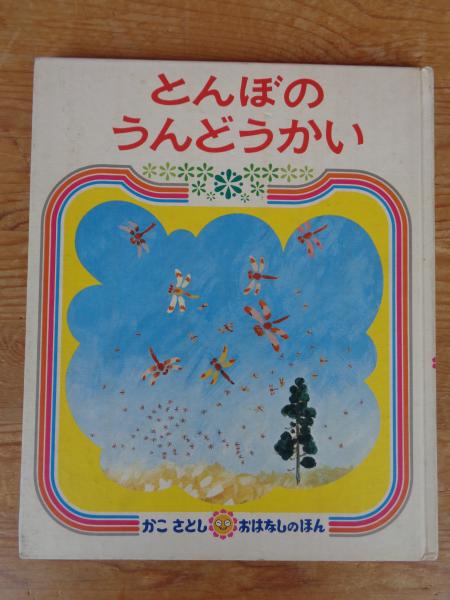 とんぼの
うんどうかい
かこ さとし おはなしのほん